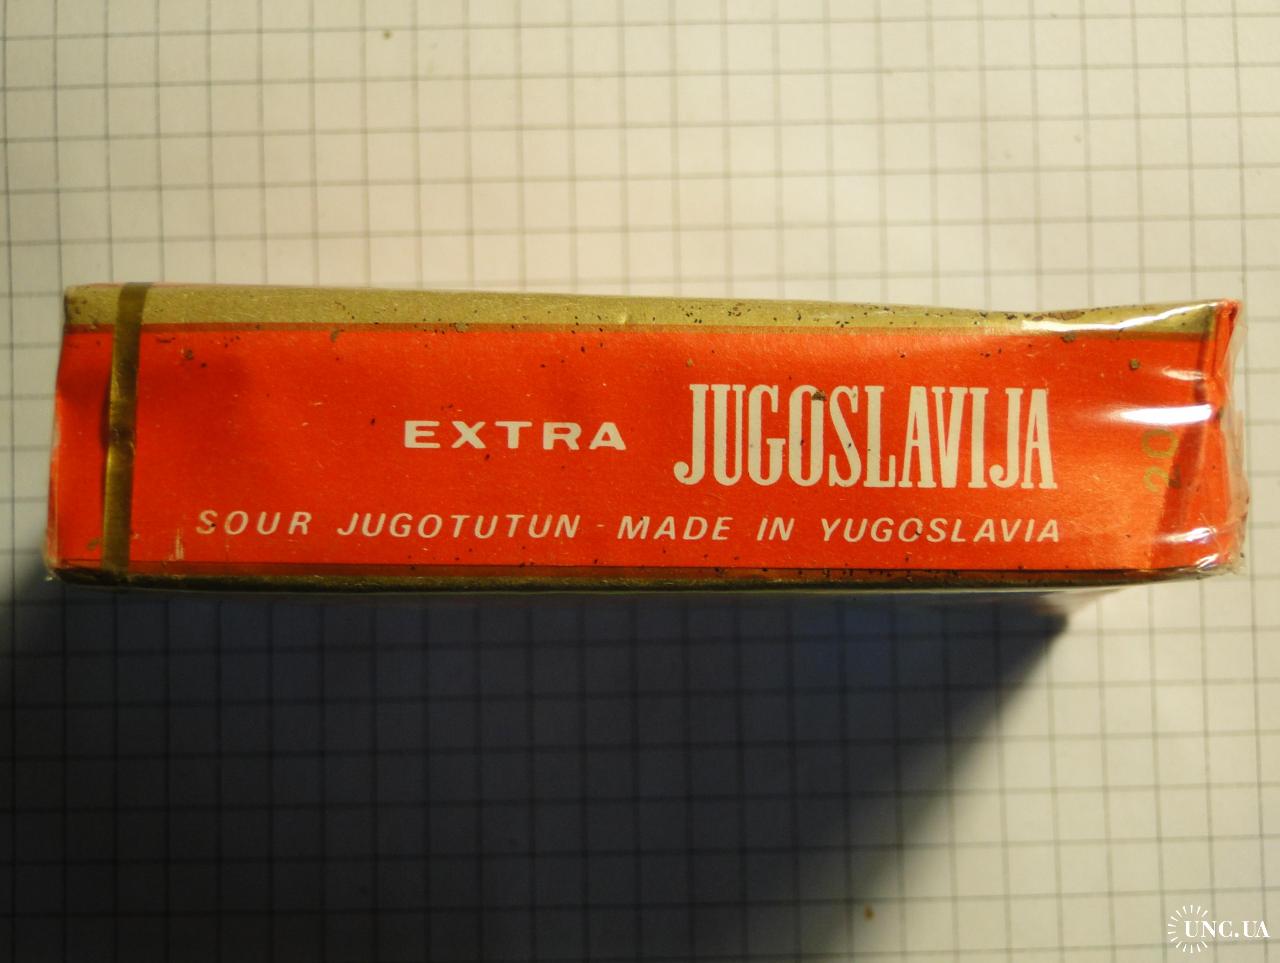 EXTRA JUGOSLAVIJA
SOUR JUGOTUTUN - MADE IN YUGOSLAVIA
20
UNC.UA